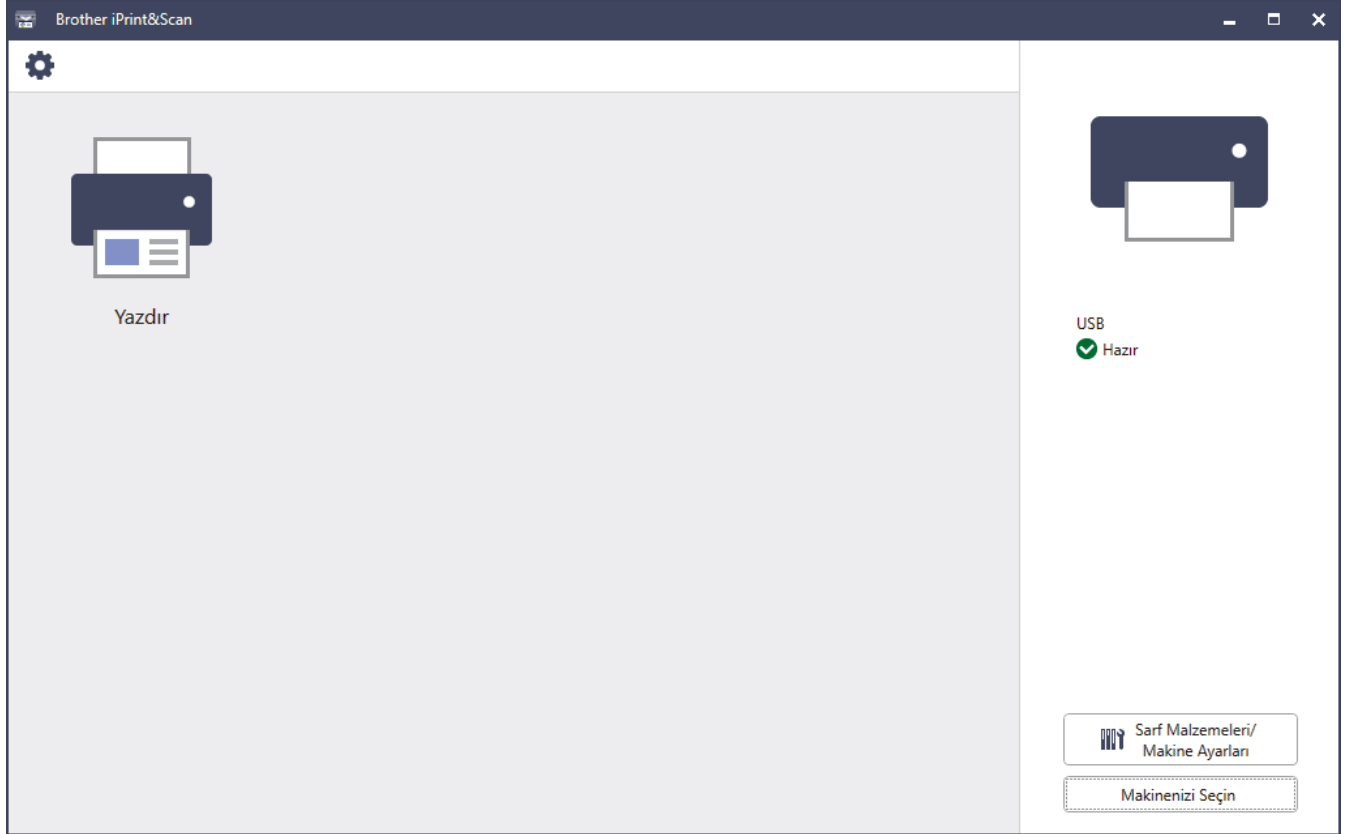 Brother iPrint&Scan
Yazdır
USB
Hazır
Sarf Malzemeleri/
Makine Ayarları
Makinenizi Seçin